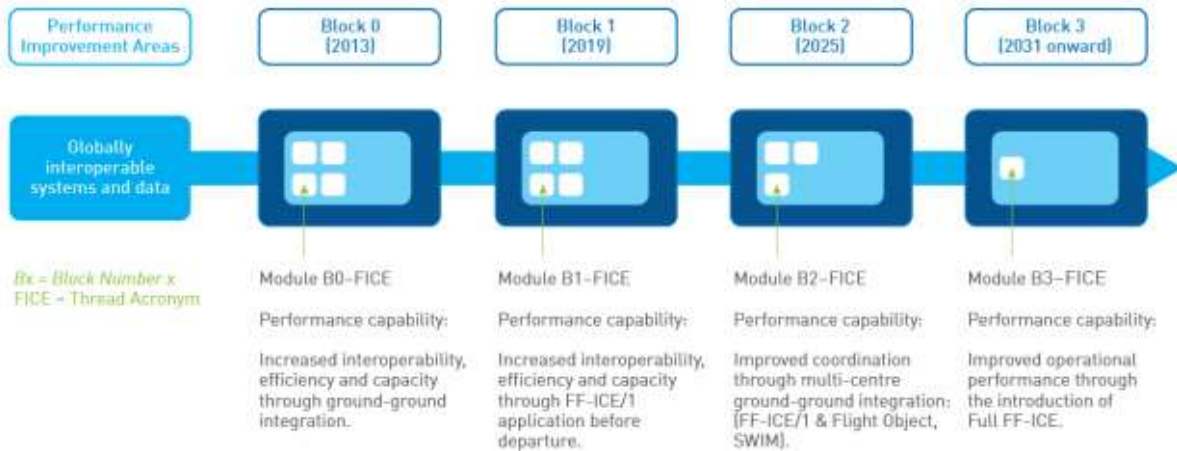 Performance
Improvement Areas
Block 0
(2013)
Block 1
(2019)
Block 2
(2025)
Block 3
(2031 onward)
Globally
interoperable
systems and data
Bx = Block Number x
FICE = Thread Acronym
Module B0-FICE
Performance capability:
Increased interoperability,
efficiency and capacity
through ground-ground
integration.
Module B1-FICE
Performance capability:
Increased interoperability,
efficiency and capacity
through FF-ICE/1
application before
departure.
Module B2-FICE
Performance capability:
Improved coordination
through multi-centre
ground-ground integration:
(FF-ICE/1 & Flight Object,
SWIM).
Module B3-FICE
Performance capability:
Improved operational
performance through
the introduction of
Full FF-ICE.